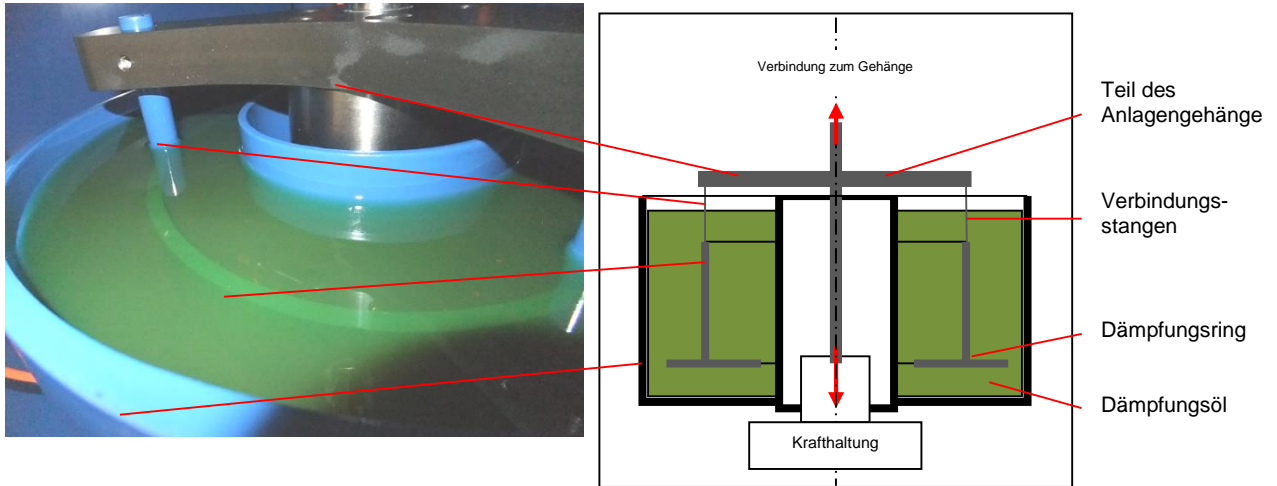 Verbindung zum Gehänge
Teil des
Anlagengehänge
Verbindungs-
stangen
Dämpfungsring
Dämpfungsöl
Krafthaltung